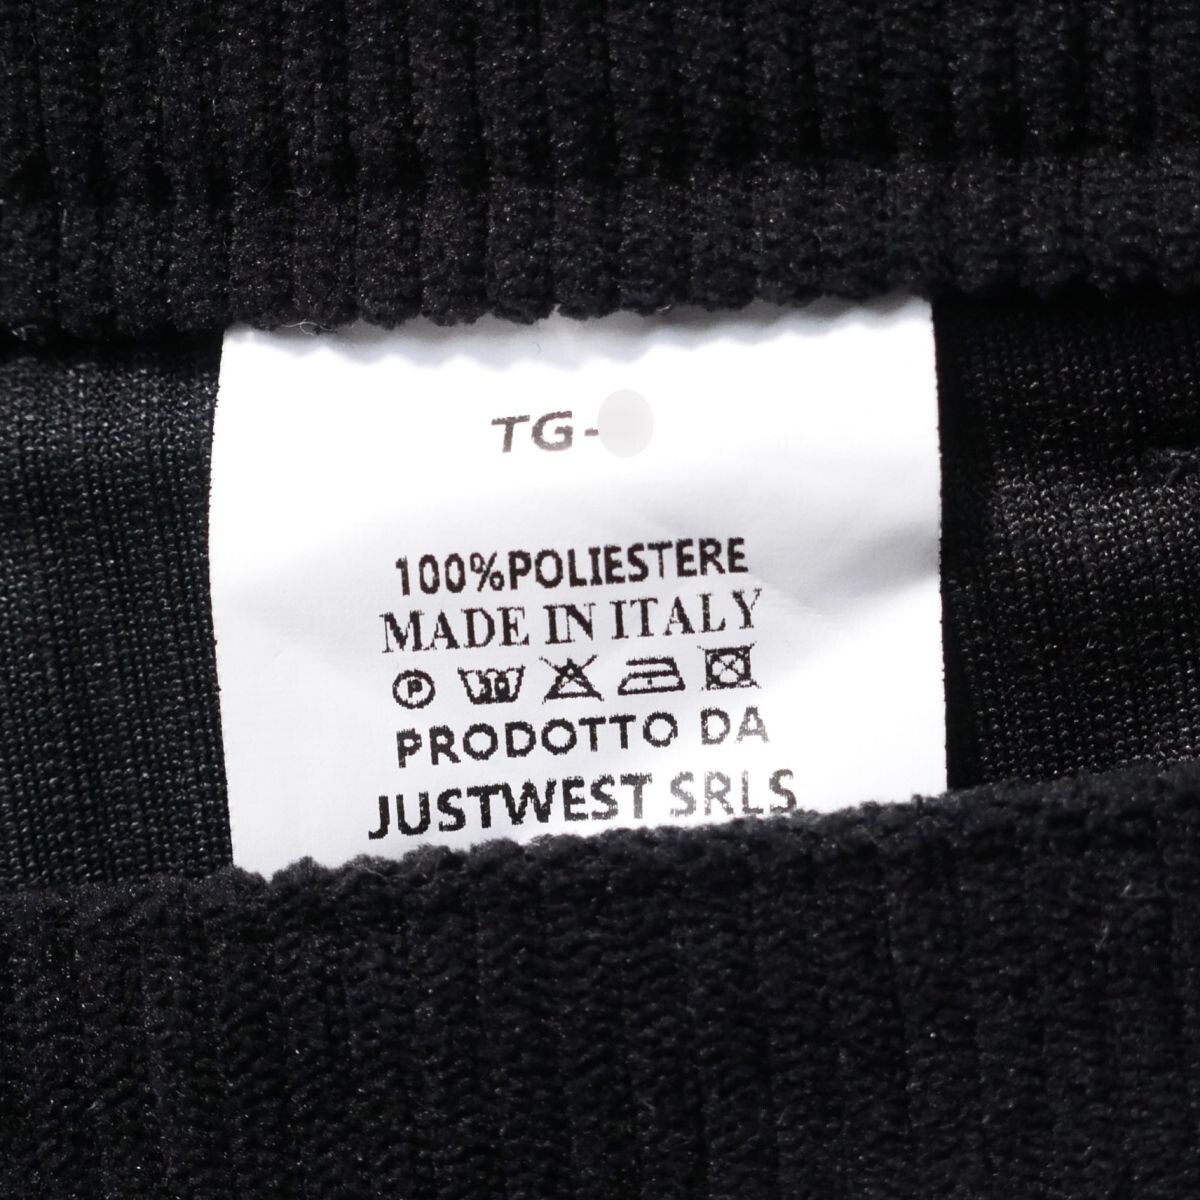 TG-
100%POLIESTERE
MADE IN ITALY
P
PRODOTTO DA
JUSTWEST SRLS